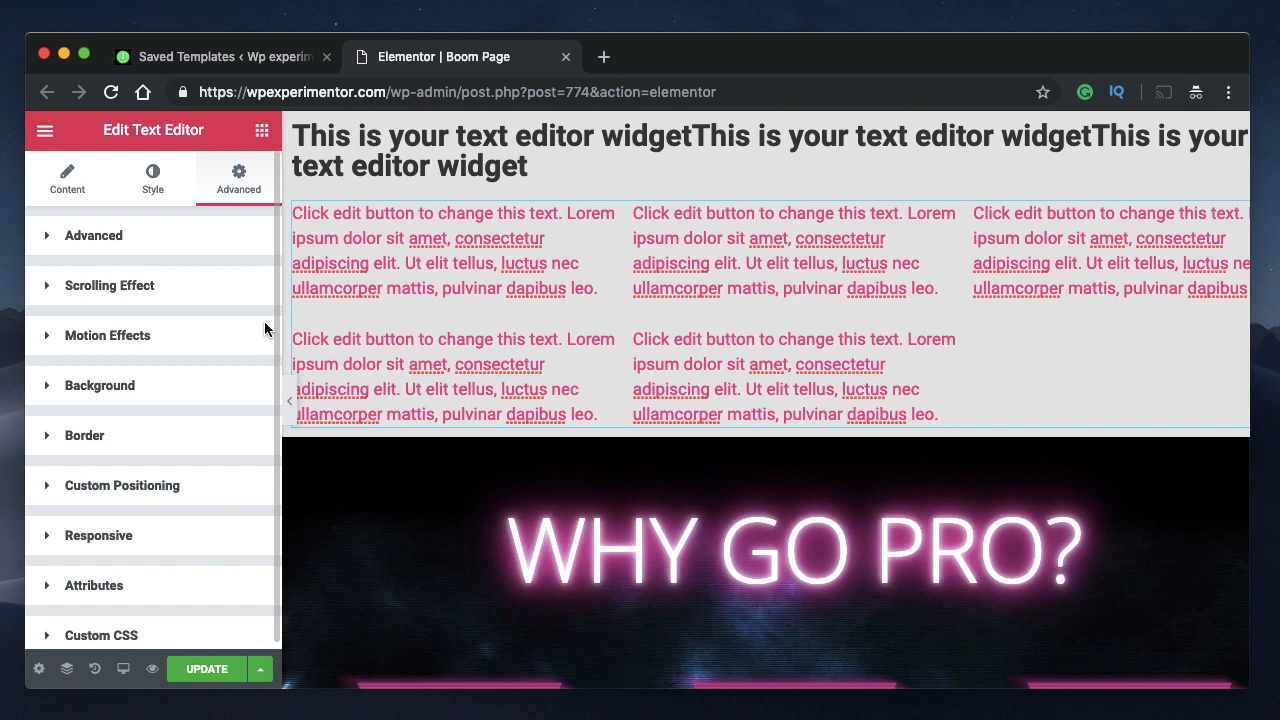 Saved Templates ‹ Wp experim
Elementor | Boom Page
https://wpexperimentor.com/wp-admin/post.php?post=774&action=elementor
IQ
Edit Text Editor
Content
Style
Advanced
Advanced
Scrolling Effect
Motion Effects
Background
Border
Custom Positioning
Responsive
Attributes
Custom CSS
UPDATE
This is your text editor widgetThis is your text editor widgetThis is your
text editor widget
Click edit button to change this text. Lorem
ipsum dolor sit amet, consectetur
adipiscing elit. Ut elit tellus, luctus nec
ullamcorper mattis, pulvinar dapibus leo.
Click edit button to change this text. Lorem
ipsum dolor sit amet, consectetur
adipiscing elit. Ut elit tellus, luctus nec
ullamcorper mattis, pulvinar dapibus leo.
Click edit button to change this text.
ipsum dolor sit amet, consectetur
adipiscing elit. Ut elit tellus, luctus ne
ullamcorper mattis, pulvinar dapibus
Click edit button to change this text. Lorem
ipsum dolor sit amet, consectetur
adipiscing elit. Ut elit tellus, luctus nec
ullamcorper mattis, pulvinar dapibus leo.
Click edit button to change this text. Lorem
ipsum dolor sit amet, consectetur
adipiscing elit. Ut elit tellus, luctus nec
ullamcorper mattis, pulvinar dapibus leo.
WHY GO PRO?